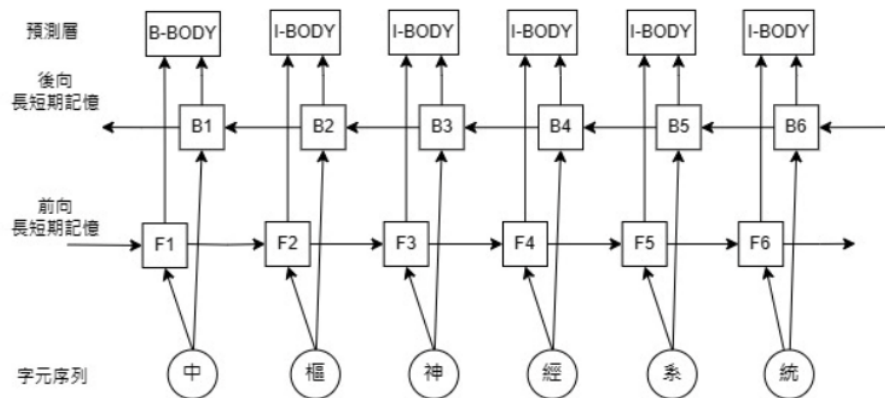 預測層 B-BODY I-BODY I-BODY I-BODY I-BODY I-BODY
後向
長短期記憶
B1 B2 B3 B4 B5 B6
前向
長短期記憶
F1 F2 F3 F4 F5 F6
字元序列 中 樞 神 經 系 統